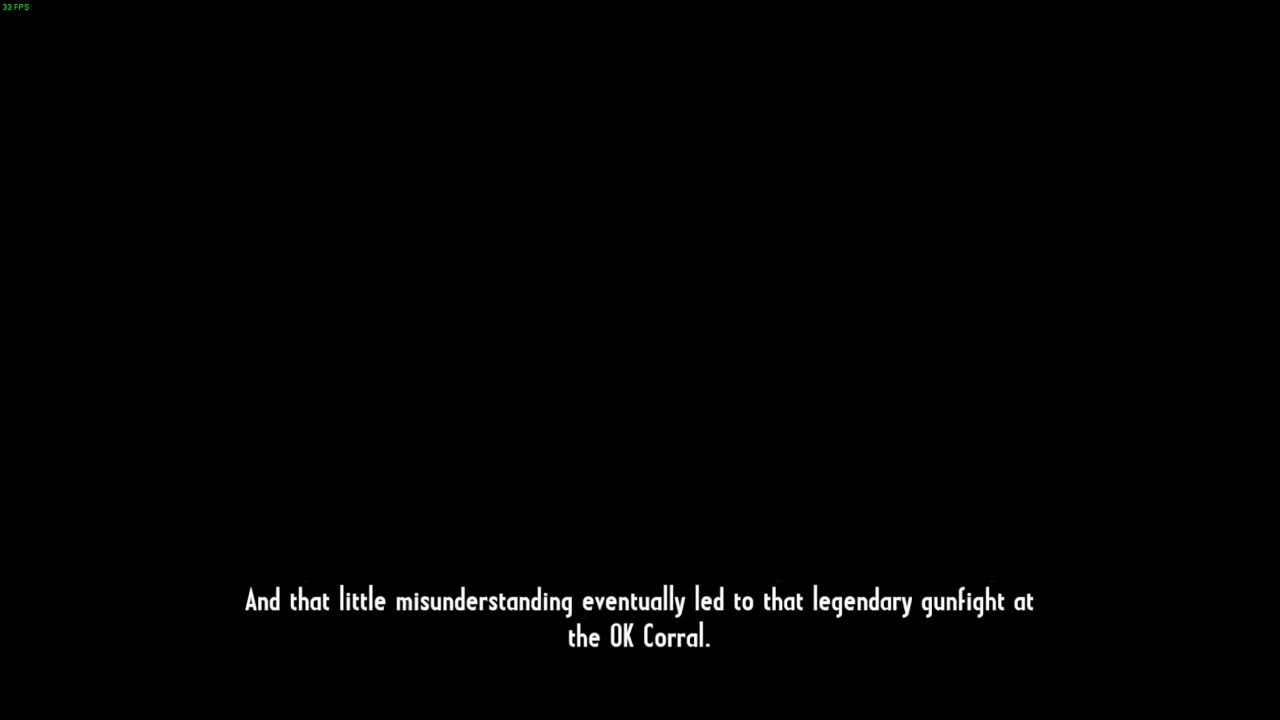 33 FPS
And that little misunderstanding eventually led to that legendary gunfight at
the OK Corral.